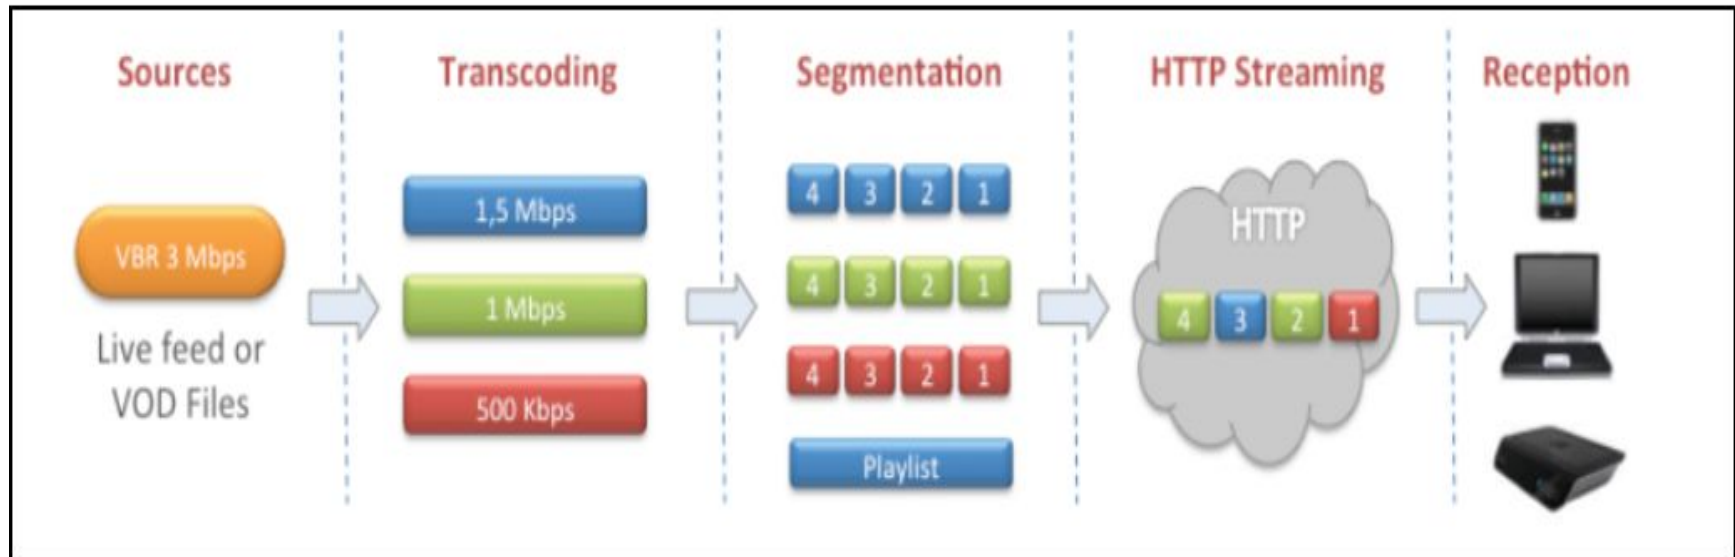 Sources
Transcoding
Segmentation
HTTP Streaming
Reception
VBR 3 Mbps
Live feed or
VOD Files
1,5 Mbps
1 Mbps
500 Kbps
4 3 2 1
4 3 2 1
4 3 2 1
Playlist
HTTP
4 3 2 1